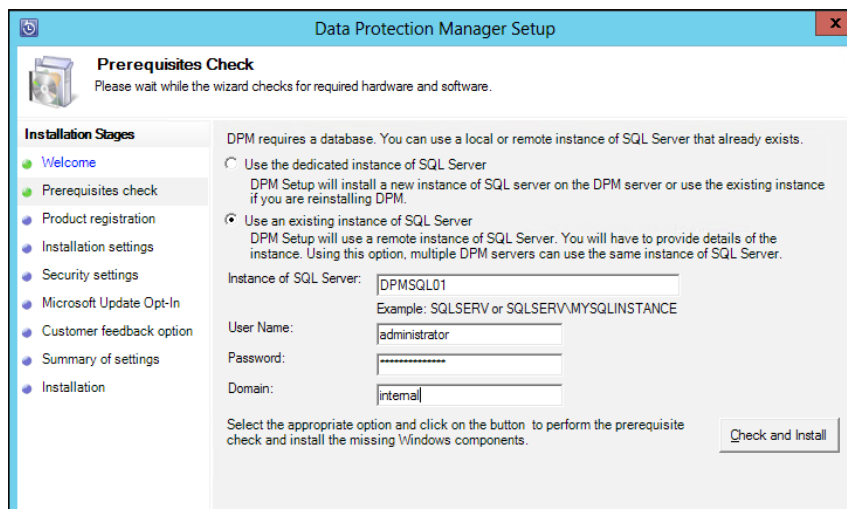 Data Protection Manager Setup
x
Prerequisites Check
Please wait while the wizard checks for required hardware and software.
Installation Stages
Welcome
Prerequisites check
Product registration
Installation settings
Security settings
Microsoft Update Opt-In
Customer feedback option
Summary of settings
Installation
DPM requires a database. You can use a local or remote instance of SQL Server that already exists.
Use the dedicated instance of SQL Server
DPM Setup will install a new instance of SQL server on the DPM server or use the existing instance
if you are reinstalling DPM.
Use an existing instance of SQL Server
DPM Setup will use a remote instance of SQL Server. You will have to provide details of the
instance. Using this option, multiple DPM servers can use the same instance of SQL Server.
Instance of SQL Server: DPMSQL01
Example: SQLSERV or SQLSERV\MYSQLINSTANCE
User Name: administrator
Password: **************
Domain: internal
Select the appropriate option and click on the button to perform the prerequisite
check and install the missing Windows components.
Check and Install